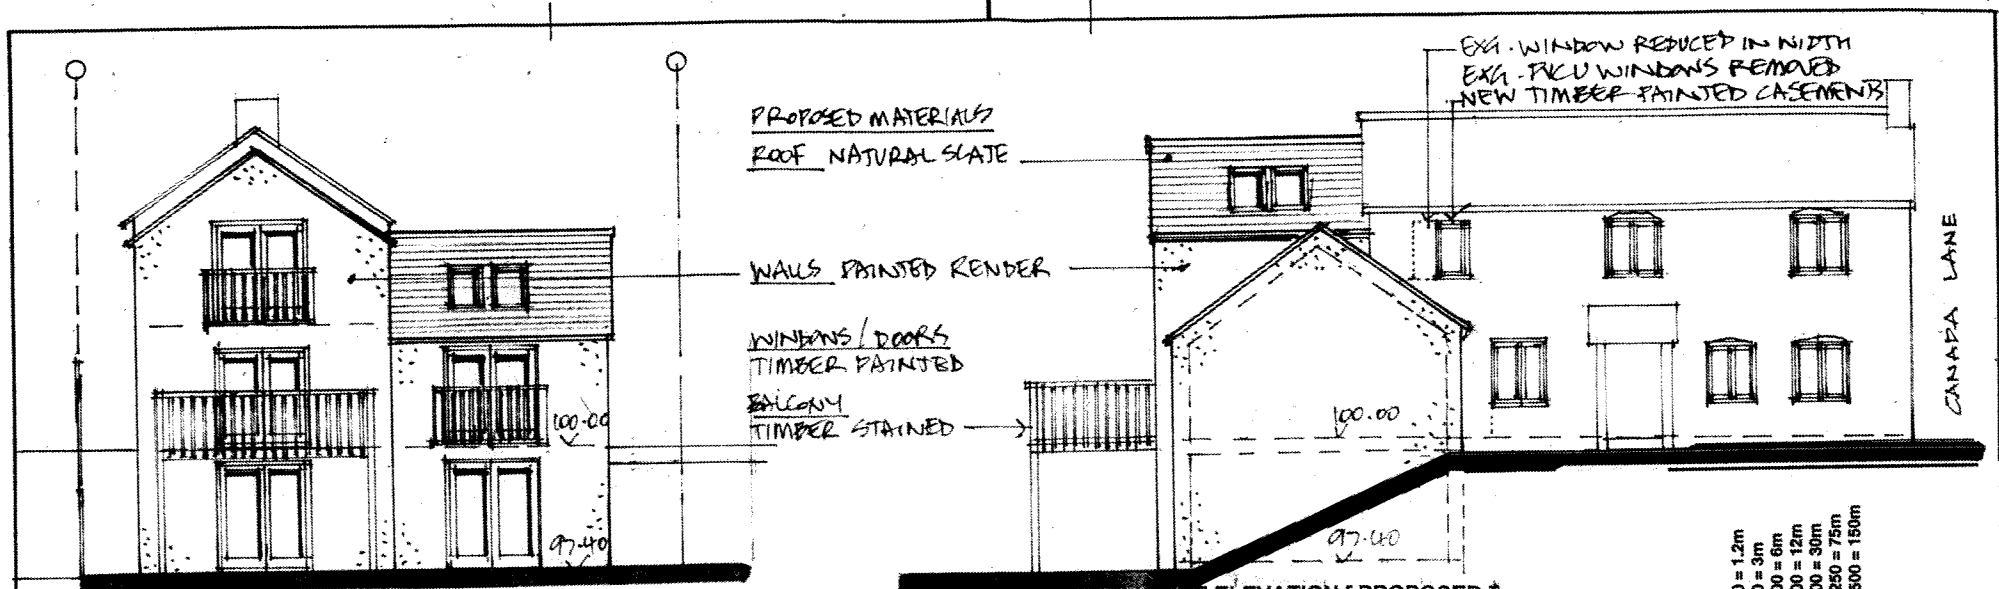 EXG. WINDOW REDUCED IN WIDTH
EXG. PVCU WINDOWS REMOVED
NEW TIMBER PAINTED CASEMENTS
PROPOSED MATERIALS
ROOF NATURAL SLATE
WALLS PAINTED RENDER
WINDOWS/DOORS
TIMBER PAINTED
BALCONY
TIMBER STAINED
100.00
97.40
100.00
97.40
CANADA LANE
= 1.2m
= 3m
= 6m
= 12m
= 30m
250 = 75m
500 = 150m